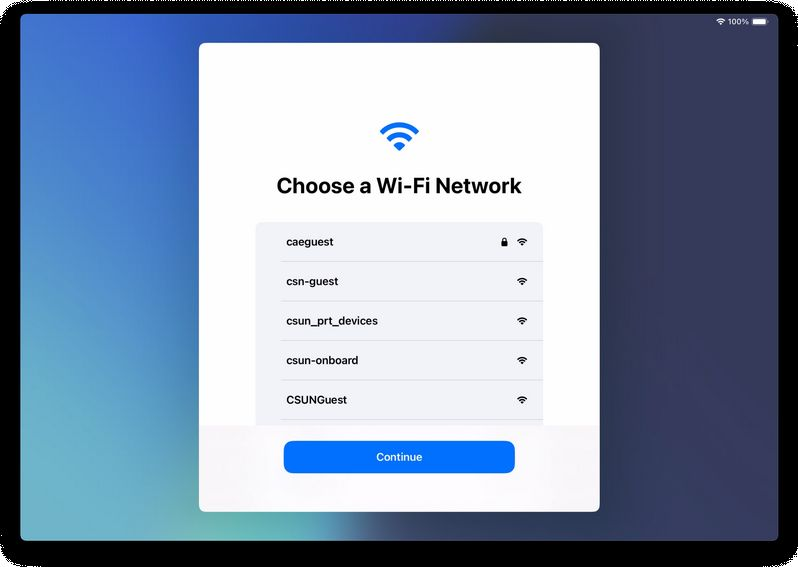 100%
Choose a Wi-Fi Network
caeguest
csn-guest
csun_prt_devices
csun-onboard
CSUNGuest
Continue